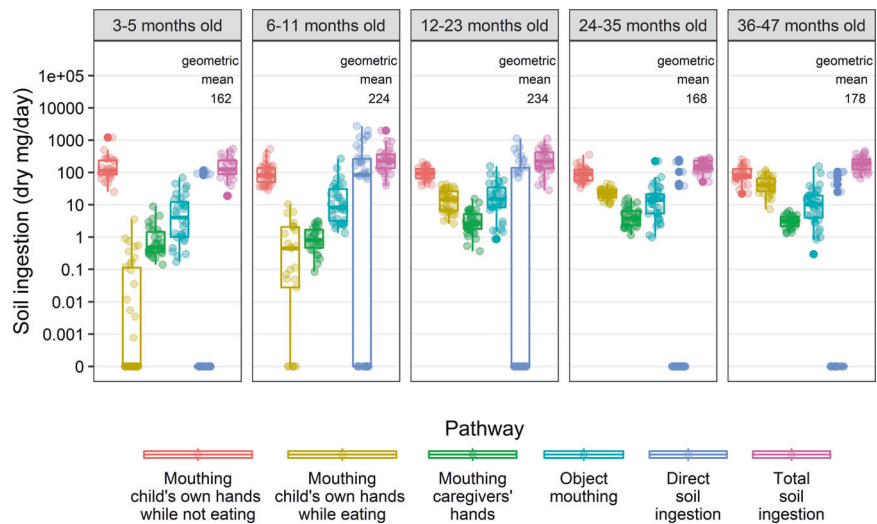 3-5 months old
6-11 months old
12-23 months old
24-35 months old
36-47 months old
geometric
mean
162
geometric
mean
224
geometric
mean
234
geometric
mean
168
geometric
mean
178
Soil ingestion (dry mg/day)
1e+05
10000
1000
100
10
1
0.1
0.01
0.001
0
Pathway
Mouthing
child's own hands
while not eating
Mouthing
child's own hands
while eating
Mouthing
caregivers'
hands
Object
mouthing
Direct
soil
ingestion
Total
soil
ingestion